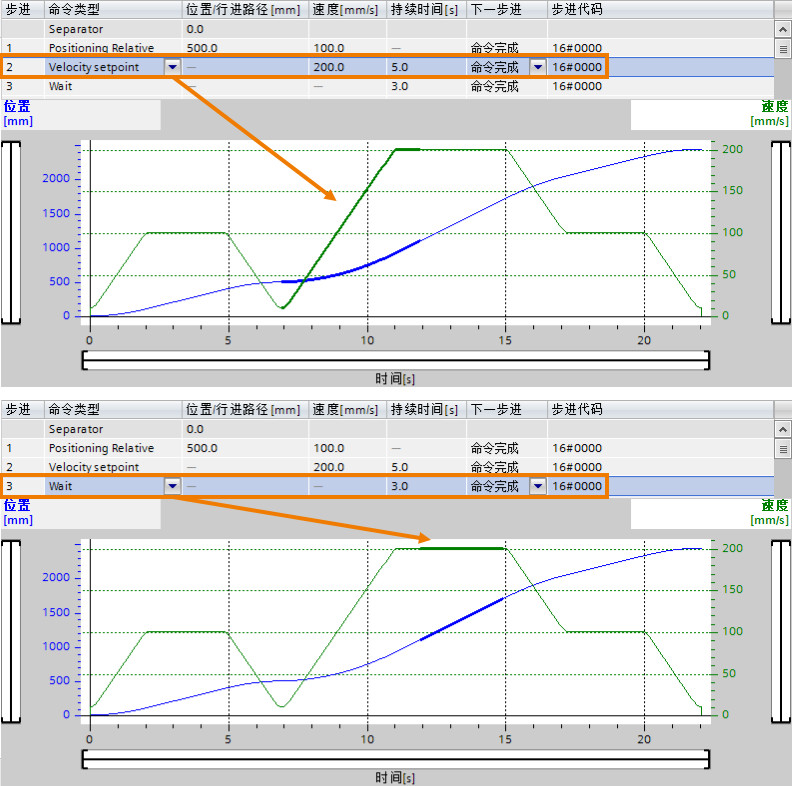 步进 命令类型 位置/行进路径 [mm] 速度[mm/s] 持续时间[s] 下一步进 步进代码
Separator 0.0
1 Positioning Relative 500.0 100.0 — 命令完成 16#0000
2 Velocity setpoint — 200.0 5.0 命令完成 16#0000
3 Wait — 3.0 命令完成 16#0000
位置 速度
[mm] [mm/s]
2000
1500
1000
500
0
200
150
100
50
0
0 5 10 15 20
时间[s]
步进 命令类型 位置/行进路径 [mm] 速度[mm/s] 持续时间[s] 下一步进 步进代码
Separator 0.0
1 Positioning Relative 500.0 100.0 — 命令完成 16#0000
2 Velocity setpoint — 200.0 5.0 命令完成 16#0000
3 Wait — — 3.0 命令完成 16#0000
位置 速度
[mm] [mm/s]
2000
1500
1000
500
0
200
150
100
50
0
0 5 10 15 20
时间[s]